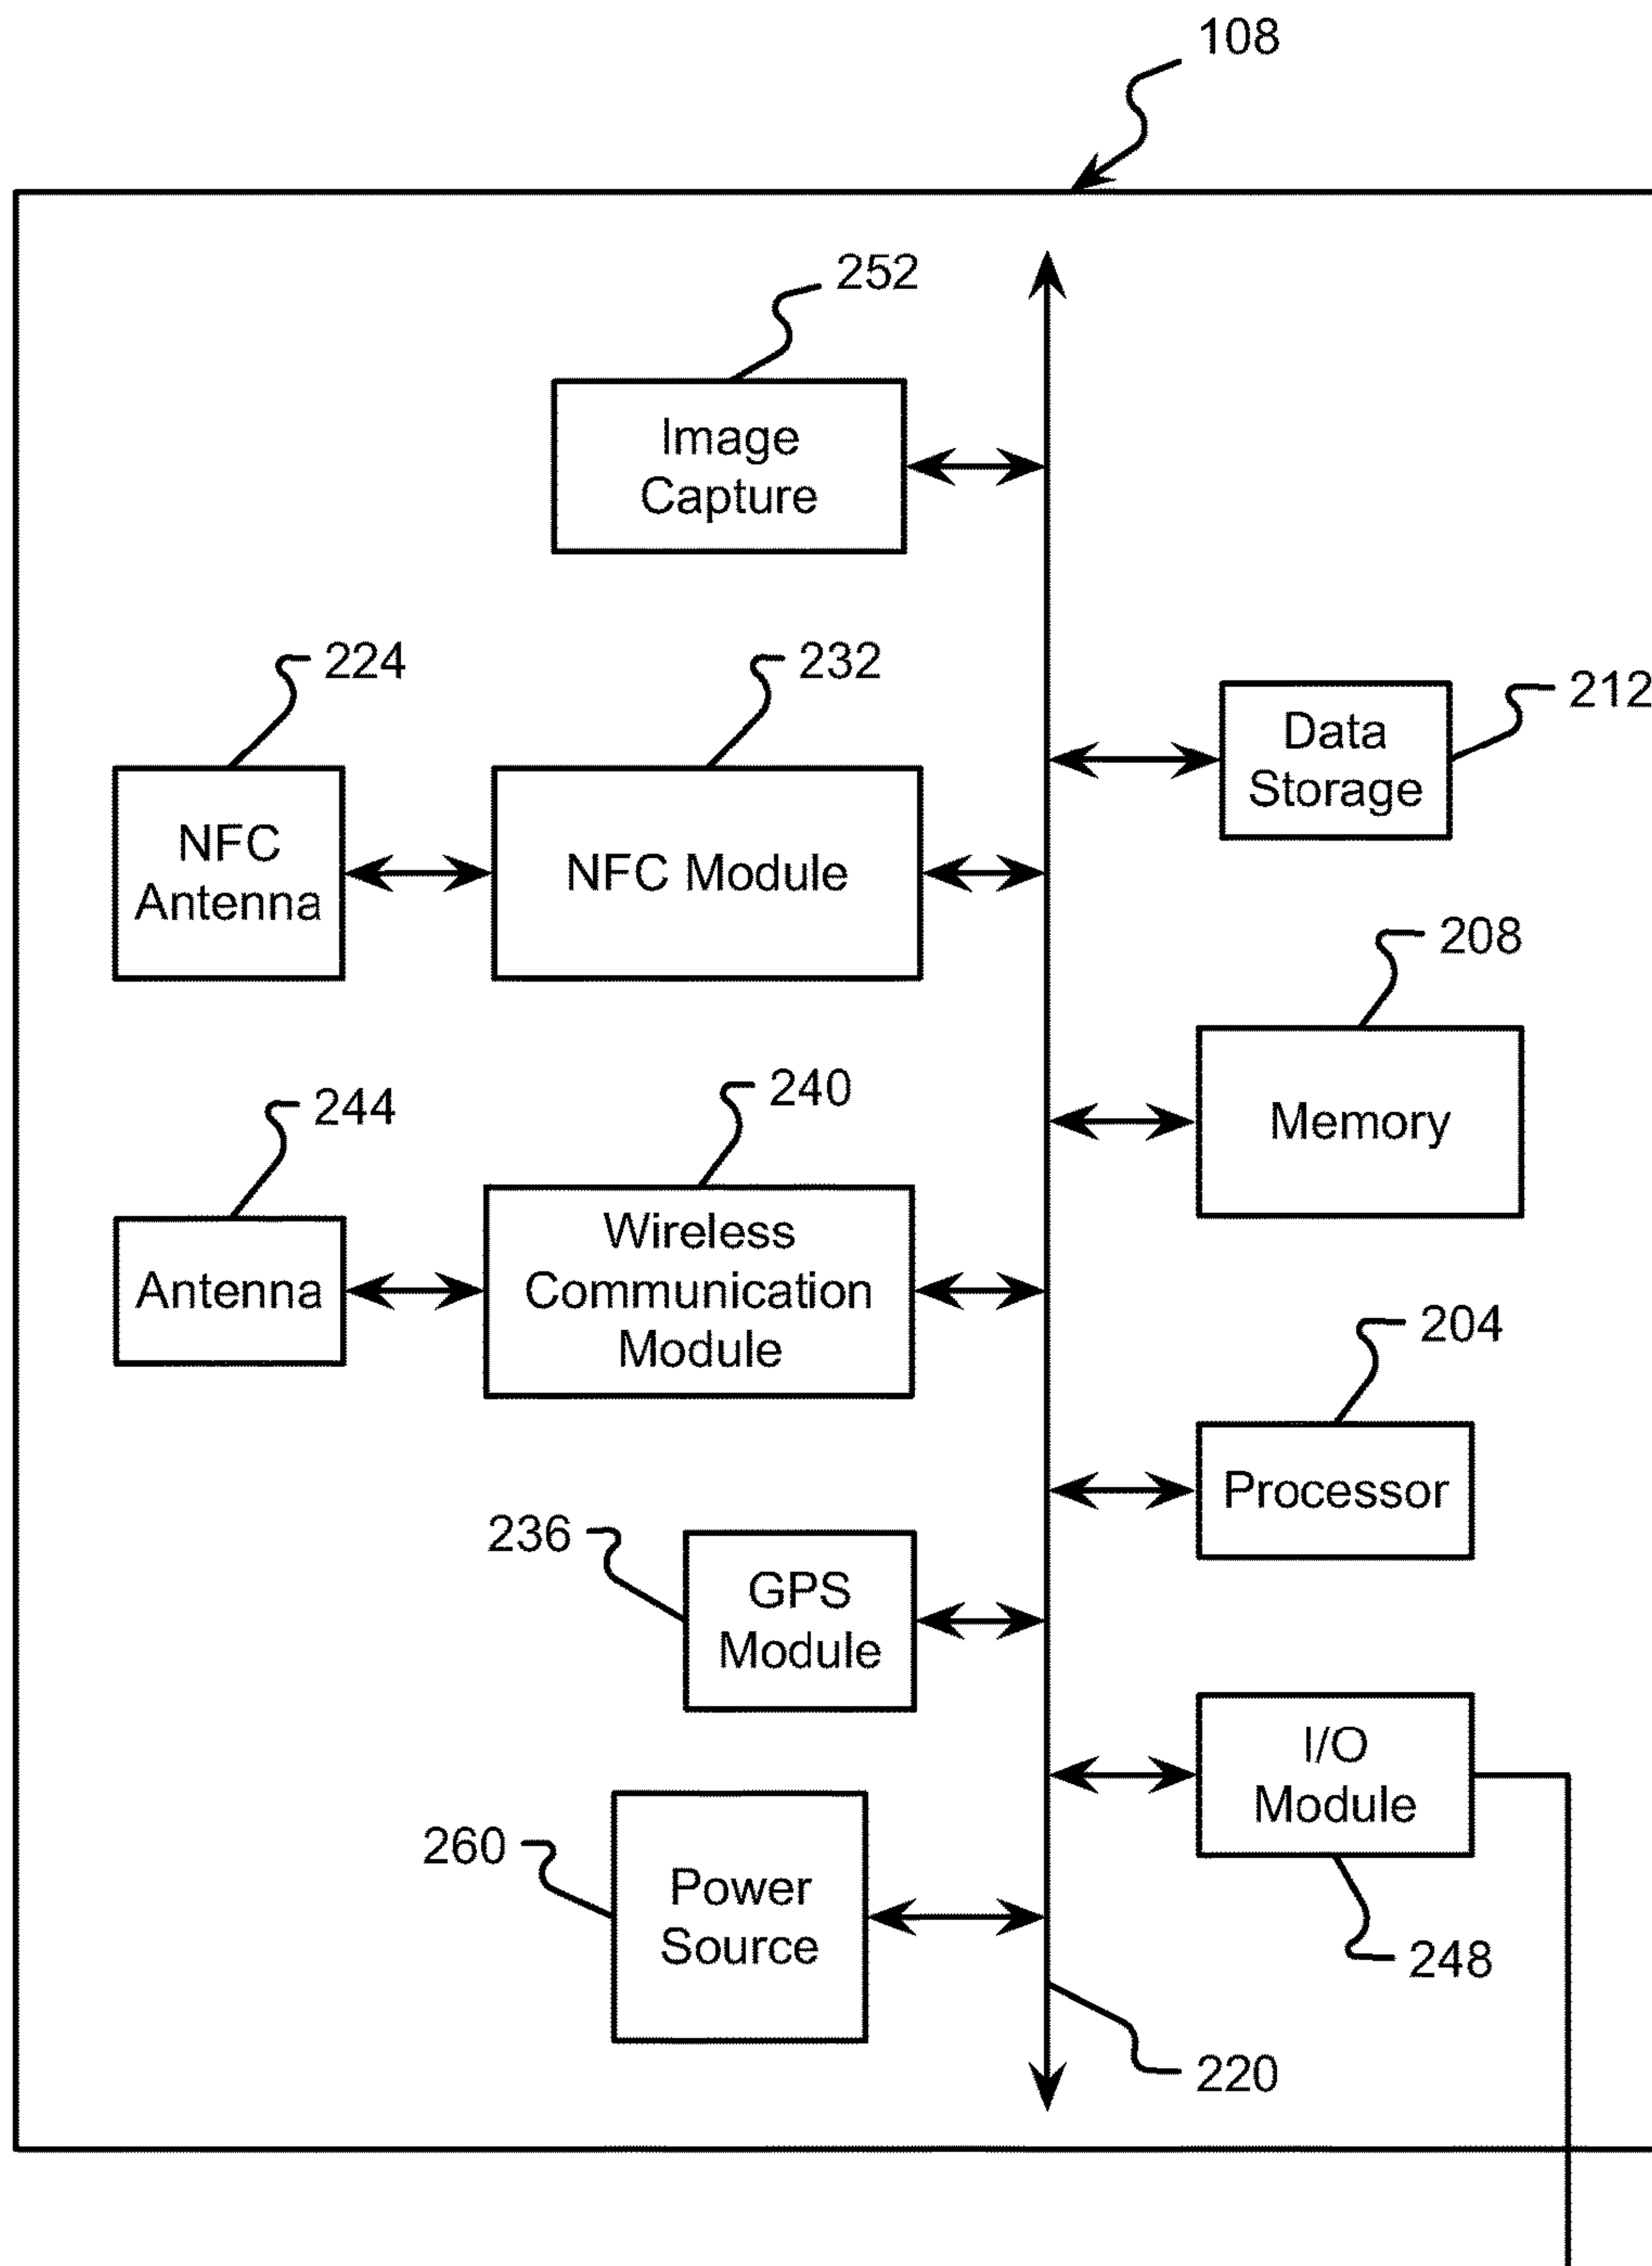 108
252
Image
Capture
224
232
212
Data
Storage
NFC
Antenna
NFC Module
208
244
240
Memory
Wireless
Communication
Module
Antenna
204
Processor
236
GPS
Module
I/O
Module
260
Power
Source
248
220